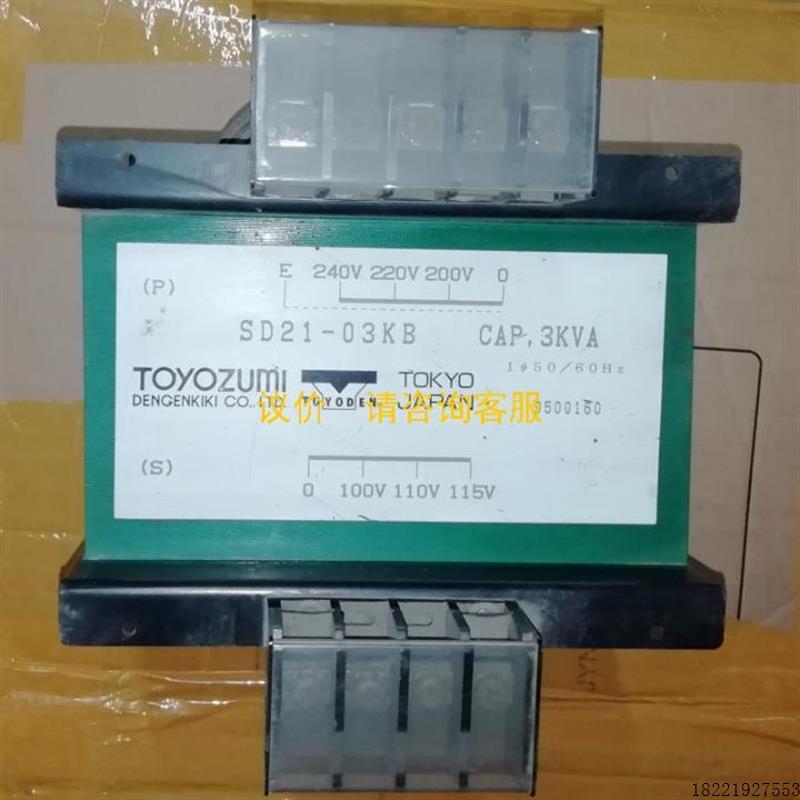 E 240V 220V 200V 0
(P)
SD21-03KB CAP, 3KVA
1φ50/60Hz
TOYOZUMI TOKYO
DENGENKIKI CO.,LTD. TOYODEN JAPAN
议价 请咨询客服
9500160
(S)
0 100V 110V 115V
18221927553